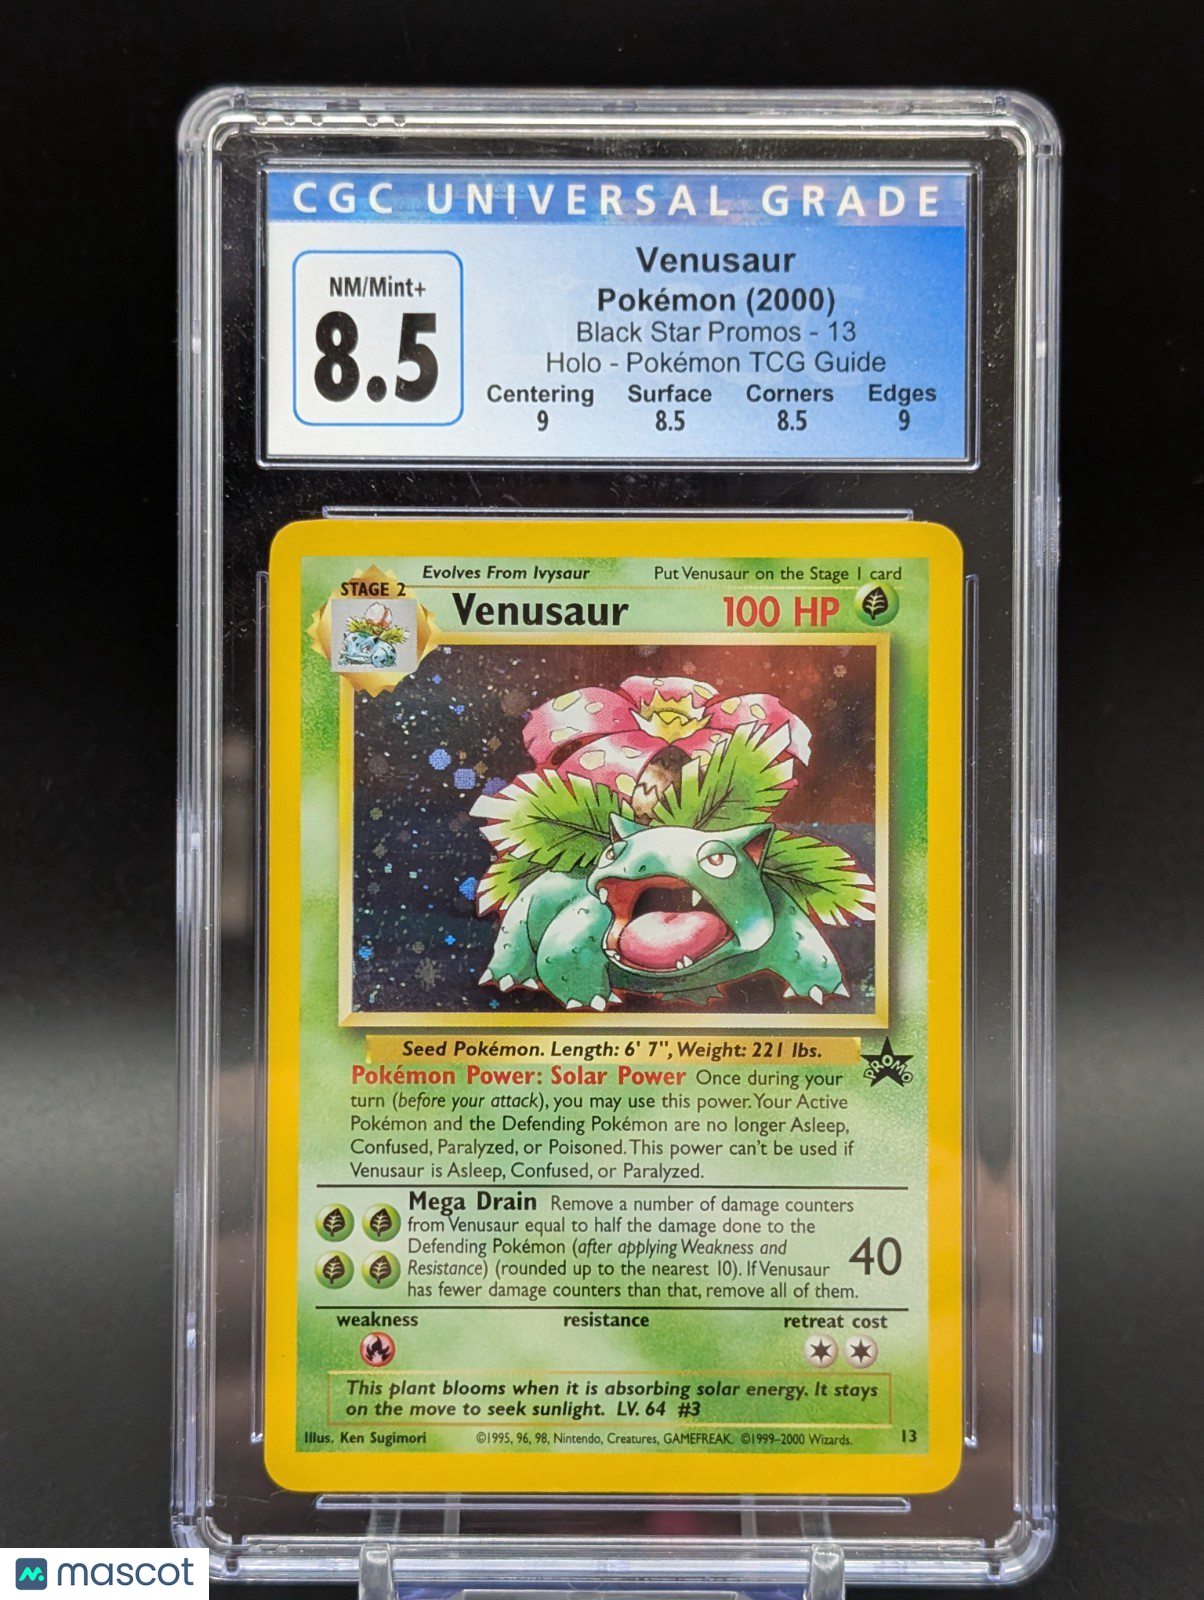 CGC UNIVERSAL GRADE
NM/Mint+
8.5
Venusaur
Pokémon (2000)
Black Star Promos - 13
Holo - Pokémon TCG Guide
Centering Surface Corners Edges
9 8.5 8.5 9
Evolves From Ivysaur Put Venusaur on the Stage 1 card
STAGE 2
Venusaur 100 HP
Seed Pokémon. Length: 6' 7", Weight: 221 lbs.
PROMO
Pokémon Power: Solar Power Once during your
turn (before your attack), you may use this power. Your Active
Pokémon and the Defending Pokémon are no longer Asleep,
Confused, Paralyzed, or Poisoned. This power can't be used if
Venusaur is Asleep, Confused, or Paralyzed.
Mega Drain Remove a number of damage counters
from Venusaur equal to half the damage done to the
Defending Pokémon (after applying Weakness and
Resistance) (rounded up to the nearest 10). If Venusaur
has fewer damage counters than that, remove all of them.
40
weakness resistance retreat cost
This plant blooms when it is absorbing solar energy. It stays
on the move to seek sunlight. LV. 64 #3
Illus. Ken Sugimori ©1995, 96, 98, Nintendo, Creatures, GAMEFREAK. ©1999-2000 Wizards. 13
mascot